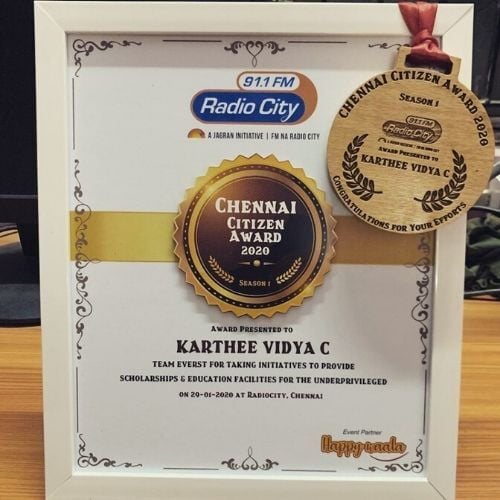 91.1 FM
Radio City
A JAGRAN INITIATIVE | FM NA RADIO CITY
CHENNAI
CITIZEN
AWARD
2020
SEASON 1
AWARD PRESENTED TO
KARTHEE VIDYA C
TEAM EVERST FOR TAKING INITIATIVES TO PROVIDE
SCHOLARSHIPS & EDUCATION FACILITIES FOR THE UNDERPRIVILEGED
ON 29-01-2020 AT RADIOCITY, CHENNAI
Event Partner
Happywaala
CHENNAI CITIZEN AWARD 2020
SEASON 1
91.1 FM
Radio City
AWARD PRESENTED TO
KARTHEE VIDYA C
CONGRATULATIONS FOR YOUR EFFORTS